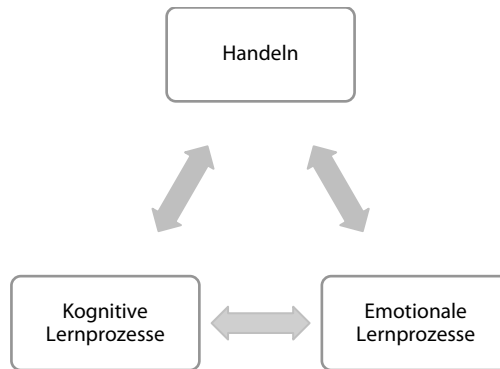 Handeln
Kognitive
Lernprozesse
Emotionale
Lernprozesse